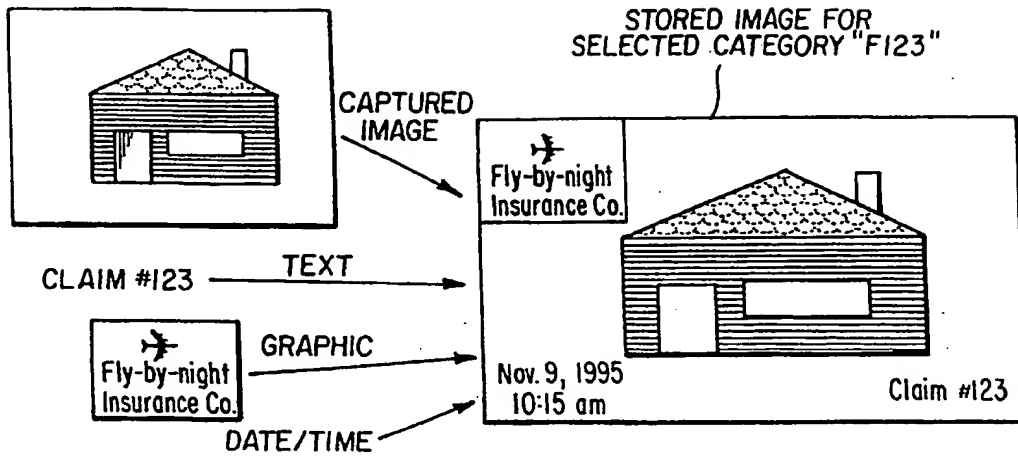 STORED IMAGE FOR
SELECTED CATEGORY "F123"
CAPTURED
IMAGE
Fly-by-night
Insurance Co.
CLAIM #123
TEXT
GRAPHIC
Fly-by-night
Insurance Co.
DATE/TIME
Nov. 9, 1995
10:15 am
Claim #123